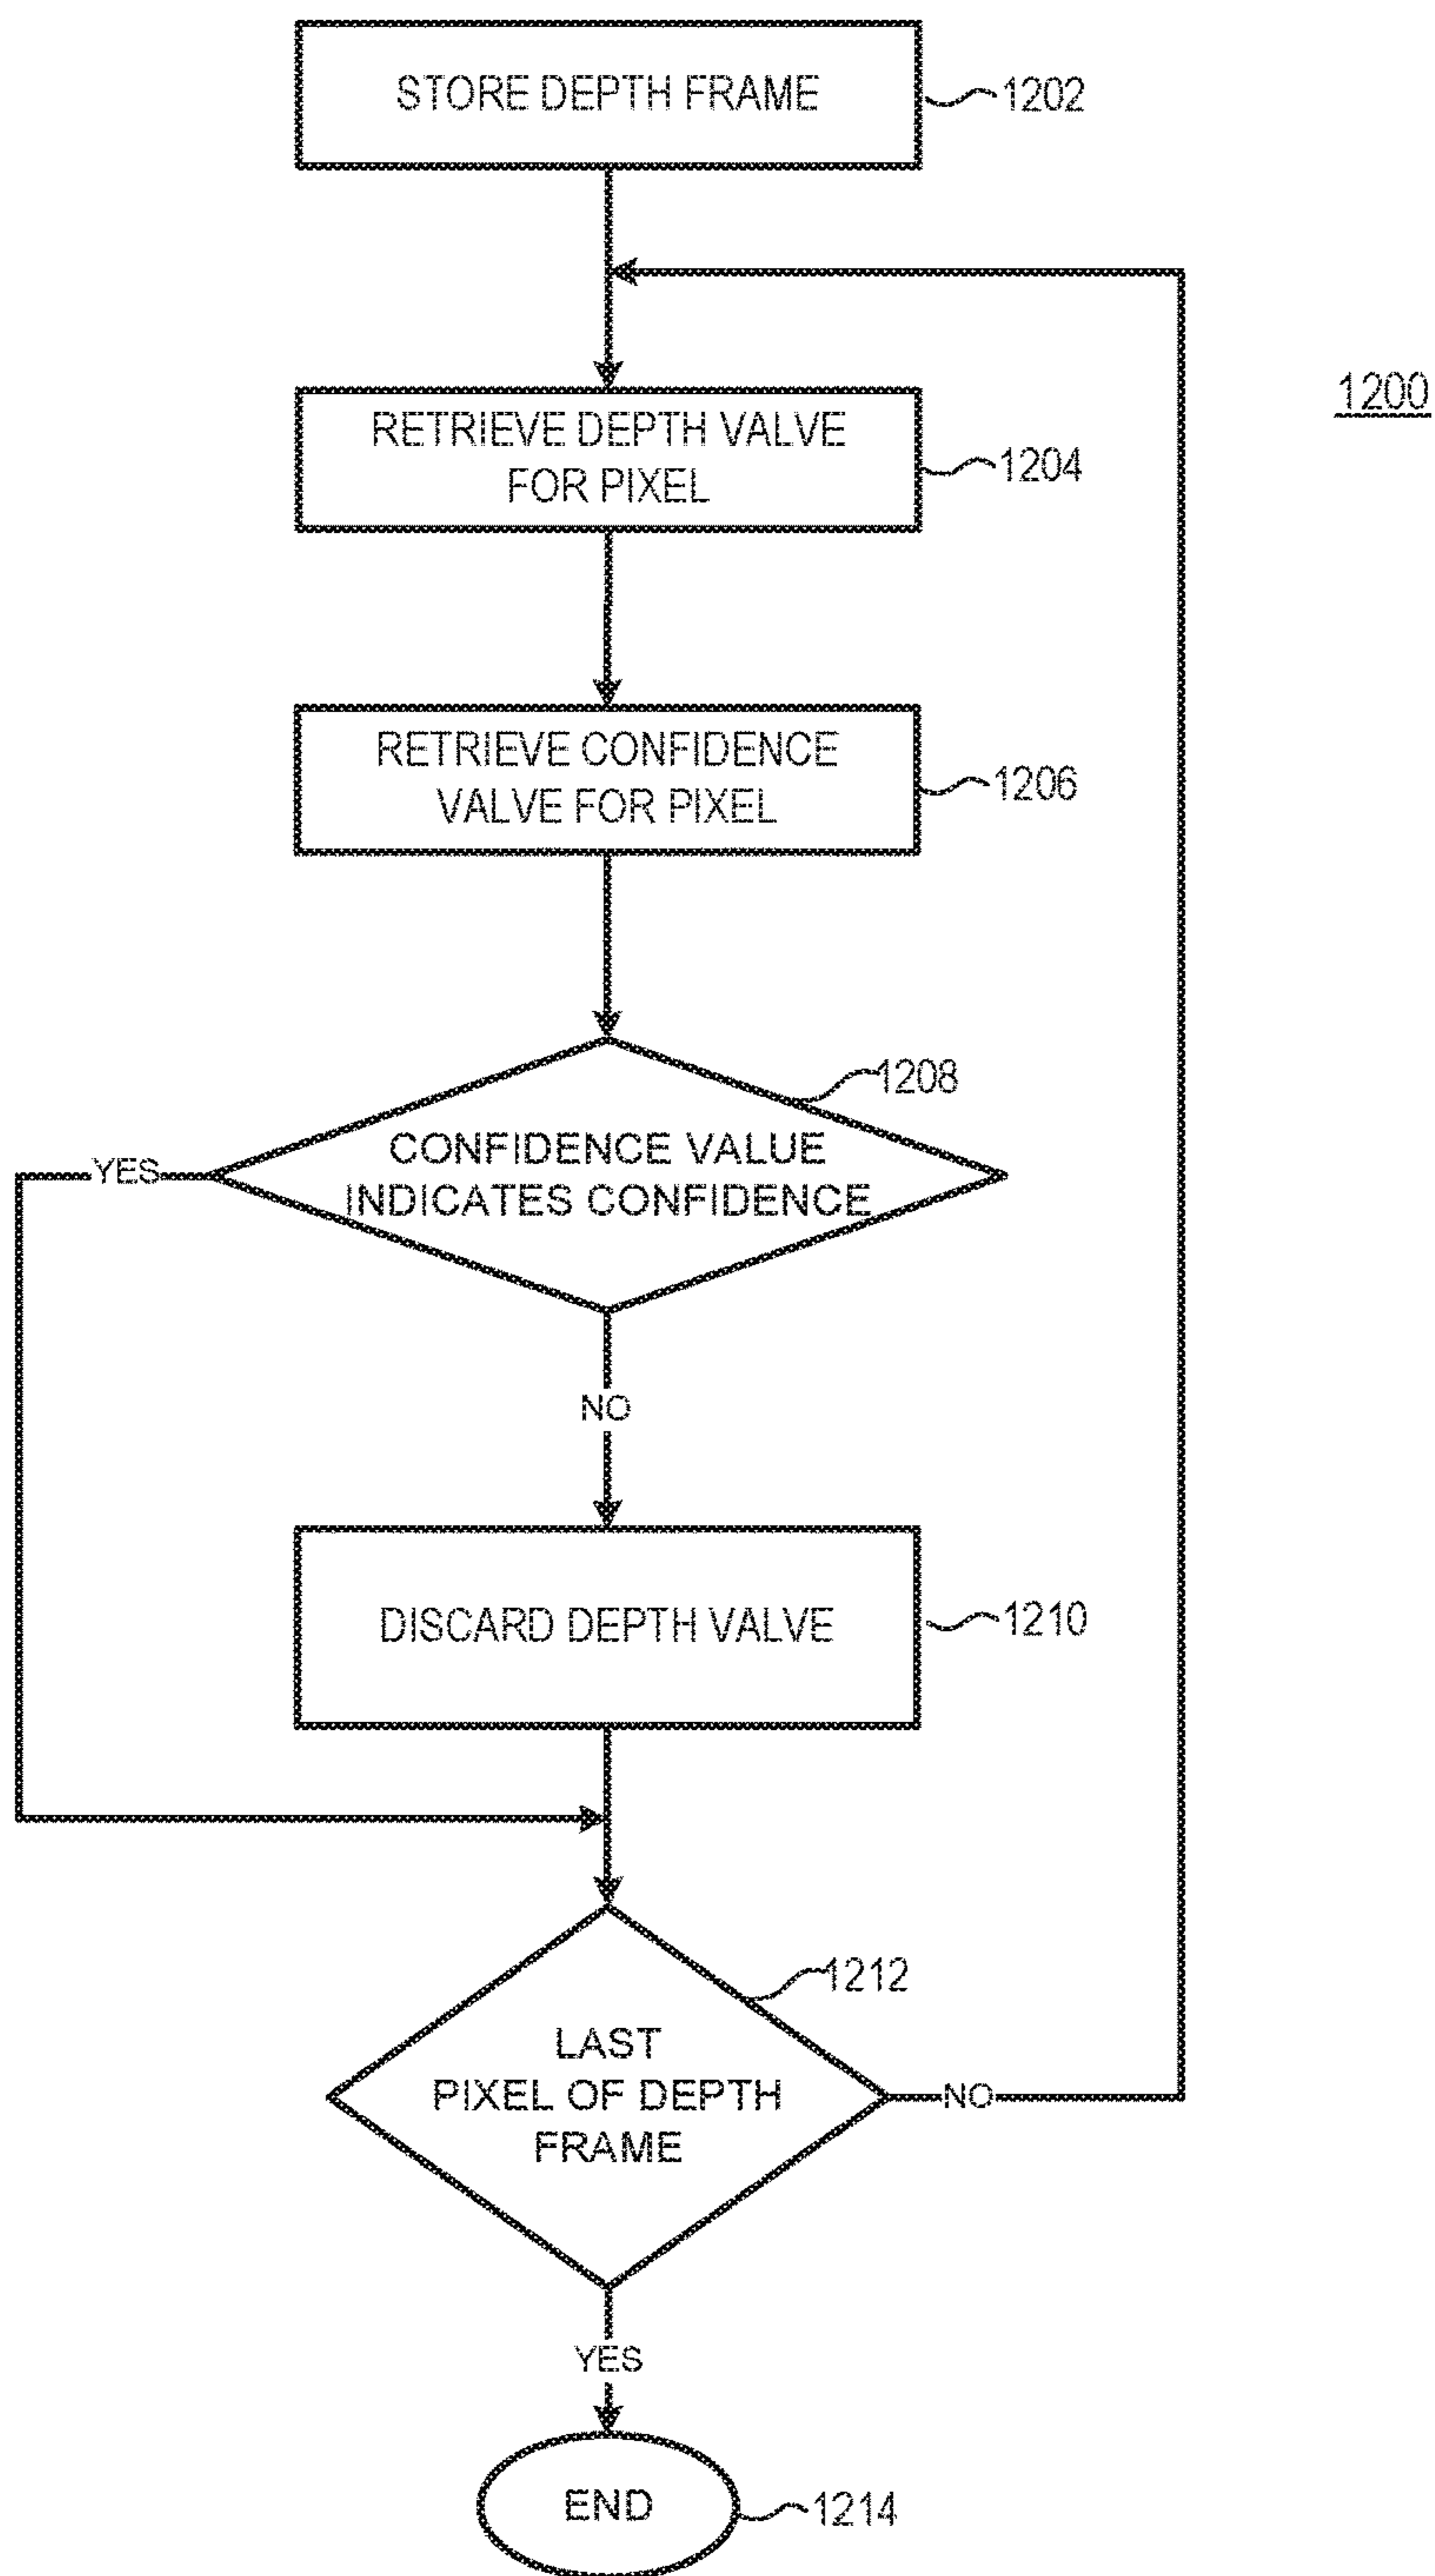 STORE DEPTH FRAME
1202
1200
RETRIEVE DEPTH VALVE
FOR PIXEL
1204
RETRIEVE CONFIDENCE
VALVE FOR PIXEL
1206
1208
CONFIDENCE VALUE
INDICATES CONFIDENCE
YES
NO
DISCARD DEPTH VALVE
1210
1212
LAST
PIXEL OF DEPTH
FRAME
NO
YES
END
1214